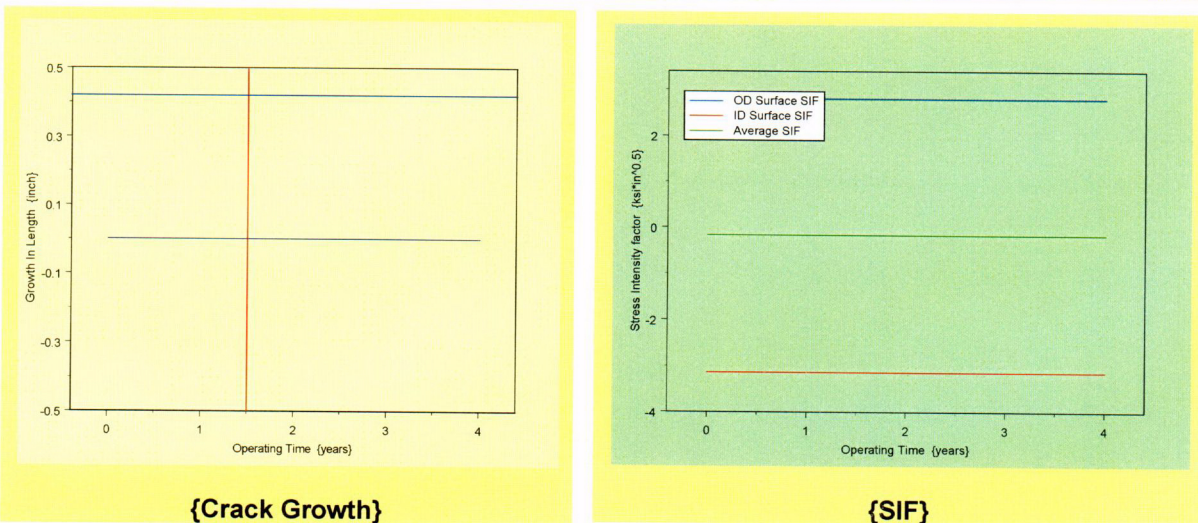 0.5
0.3
0.1
-0.1
-0.3
-0.5
Growth In Length {inch}
0 1 2 3 4
Operating Time {years}
{Crack Growth}
OD Surface SIF
ID Surface SIF
Average SIF
2
0
-2
-4
Stress Intensity factor {ksi*in^0.5}
0 1 2 3 4
Operating Time {years}
{SIF}